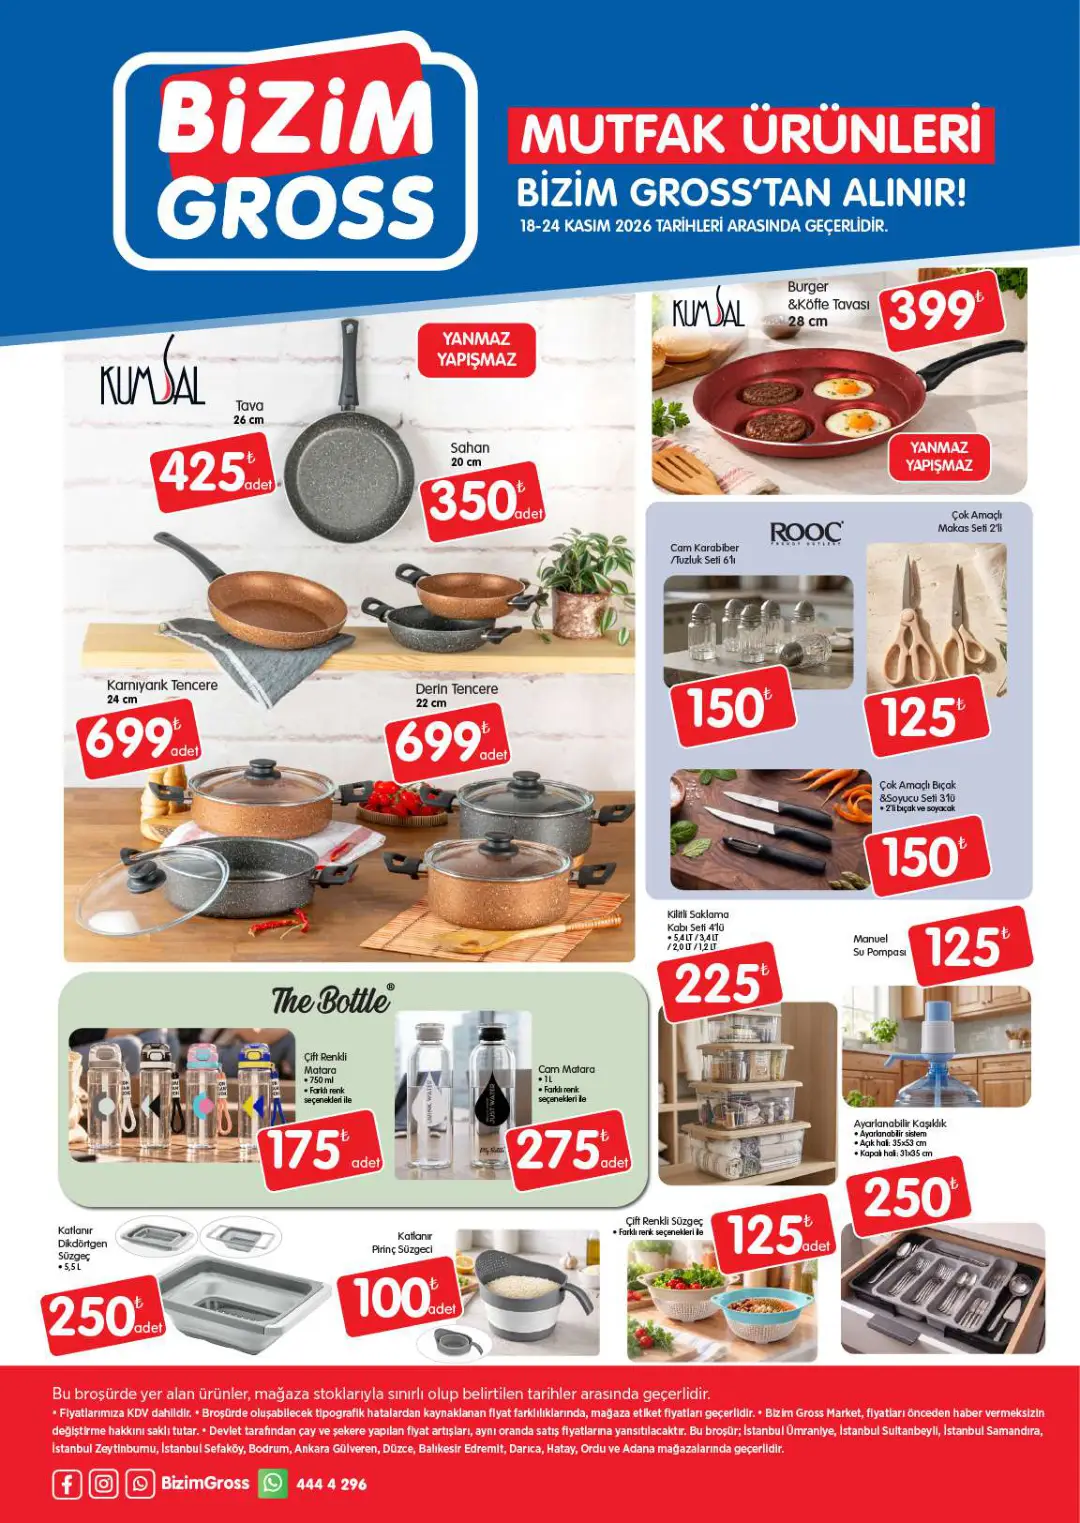 BİZİM
GROSS
MUTFAK ÜRÜNLERİ
BİZİM GROSS'TAN ALINIR!
18-24 KASIM 2026 TARİHLERİ ARASINDA GEÇERLİDİR.
KUMSAL
YANMAZ
YAPIŞMAZ
Tava
26 cm
425₺
adet
Sahan
20 cm
350₺
adet
Karnıyarık Tencere
24 cm
699₺
adet
Derin Tencere
22 cm
699₺
adet
KUMSAL
Burger
&Köfte Tavası
28 cm
399₺
YANMAZ
YAPIŞMAZ
ROOC
TRENDY OUTLET
Cam Karabiber
/Tuzluk Seti 6'lı
150₺
Çok Amaçlı
Makas Seti 2'li
125₺
Çok Amaçlı Bıçak
&Soyucu Seti 3'lü
• 2'li bıçak ve soyacak
150₺
Kilitli Saklama
Kabı Seti 4'lü
• 5,4 LT / 3,4 LT
/ 2,0 LT / 1,2 LT
225₺
Manuel
Su Pompası
125₺
The Bottle®
Çift Renkli
Matara
• 750 ml
• Farklı renk
seçenekleri ile
175₺
adet
Cam Matara
• 1 L
• Farklı renk
seçenekleri ile
275₺
adet
JUST WATER
Ayarlanabilir Kaşıklık
• Ayarlanabilir sistem
• Açık hali: 35x53 cm
• Kapalı hali: 31x35 cm
250₺
Katlanır
Dikdörtgen
Süzgeç
• 5,5 L
250₺
adet
Katlanır
Pirinç Süzgeci
100₺
adet
Çift Renkli Süzgeç
• Farklı renk seçenekleri ile
125₺
adet
Bu broşürde yer alan ürünler, mağaza stoklarıyla sınırlı olup belirtilen tarihler arasında geçerlidir.
• Fiyatlarımıza KDV dahildir. • Broşürde oluşabilecek tipografik hatalardan kaynaklanan fiyat farklılıklarında, mağaza etiket fiyatları geçerlidir. • Bizim Gross Market, fiyatları önceden haber vermeksizin
değiştirme hakkını saklı tutar. • Devlet tarafından çay ve şekere yapılan fiyat artışları, aynı oranda satış fiyatlarına yansıtılacaktır. Bu broşür; İstanbul Ümraniye, İstanbul Sultanbeyli, İstanbul Samandıra,
İstanbul Zeytinburnu, İstanbul Sefaköy, Bodrum, Ankara Gülveren, Düzce, Balıkesir Edremit, Darıca, Hatay, Ordu ve Adana mağazalarında geçerlidir.
BizimGross
444 4 296